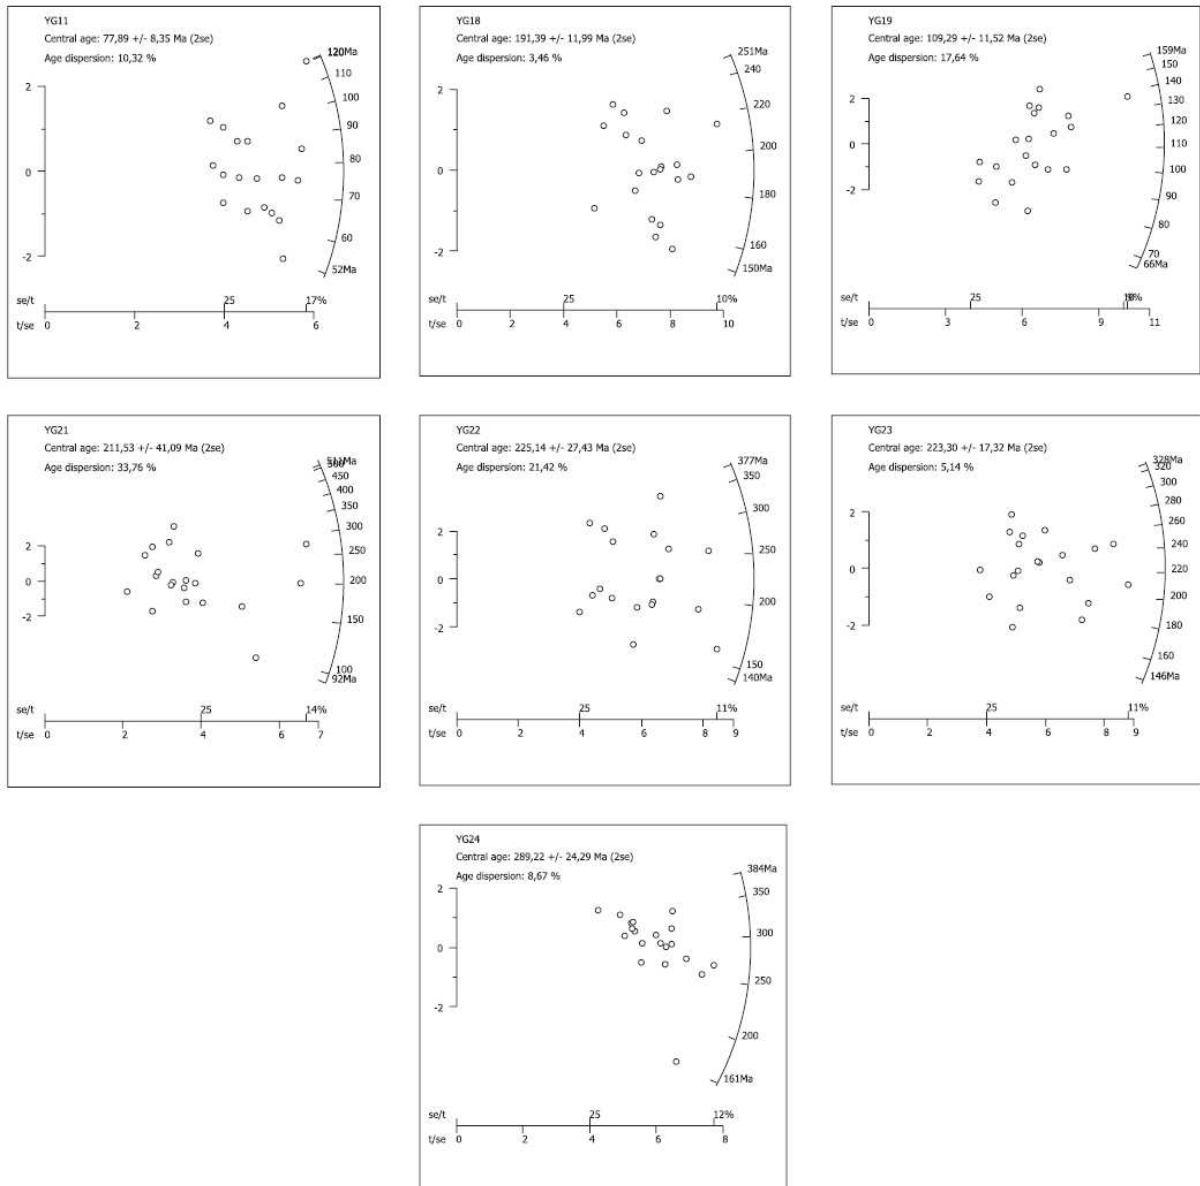 YG11
Central age: 77,89 +/- 8,35 Ma (2se)
Age dispersion: 10,32 %
110
100
90
80
70
60
52Ma
2
0
-2
se/t 25 17%
t/se 0 2 4 6
YG18
Central age: 191,39 +/- 11,99 Ma (2se)
Age dispersion: 3,46 %
251Ma
240
220
200
180
160
150Ma
2
0
-2
se/t 25 10%
t/se 0 2 4 6 8 10
YG19
Central age: 109,29 +/- 11,52 Ma (2se)
Age dispersion: 17,64 %
159Ma
150
140
130
120
110
100
90
80
70
66Ma
2
0
-2
se/t 25
t/se 0 3 6 9 11
YG21
Central age: 211,53 +/- 41,09 Ma (2se)
Age dispersion: 33,76 %
450
400
350
300
250
200
150
100
92Ma
2
0
-2
se/t 25 14%
t/se 0 2 4 7
YG22
Central age: 225,14 +/- 27,43 Ma (2se)
Age dispersion: 21,42 %
377Ma
350
300
250
200
150
140Ma
2
0
-2
se/t 25 11%
t/se 0 2 4 6 8 9
YG23
Central age: 223,30 +/- 17,32 Ma (2se)
Age dispersion: 5,14 %
328Ma
320
300
280
260
240
220
200
180
160
146Ma
2
0
-2
se/t 25 11%
t/se 0 2 4 6 8 9
YG24
Central age: 289,22 +/- 24,29 Ma (2se)
Age dispersion: 8,67 %
384Ma
350
300
250
200
161Ma
2
0
-2
se/t 25 12%
t/se 0 2 4 6 8